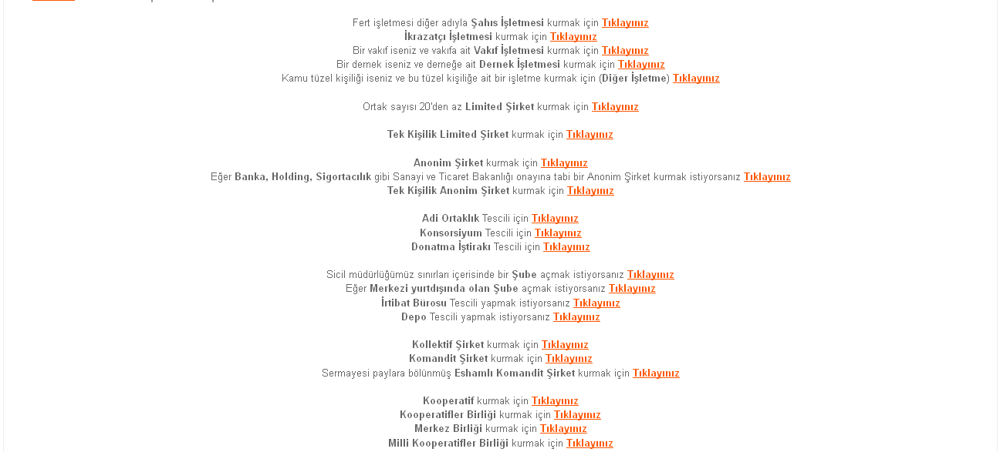 Fert işletmesi diğer adıyla Şahıs İşletmesi kurmak için Tıklayınız
İkrazatçı İşletmesi kurmak için Tıklayınız
Bir vakıf iseniz ve vakıfa ait Vakıf İşletmesi kurmak için Tıklayınız
Bir dernek iseniz ve derneğe ait Dernek İşletmesi kurmak için Tıklayınız
Kamu tüzel kişiliği iseniz ve bu tüzel kişiliğe ait bir işletme kurmak için (Diğer İşletme) Tıklayınız
Ortak sayısı 20'den az Limited Şirket kurmak için Tıklayınız
Tek Kişilik Limited Şirket kurmak için Tıklayınız
Anonim Şirket kurmak için Tıklayınız
Eğer Banka, Holding, Sigortacılık gibi Sanayi ve Ticaret Bakanlığı onayına tabi bir Anonim Şirket kurmak istiyorsanız Tıklayınız
Tek Kişilik Anonim Şirket kurmak için Tıklayınız
Adi Ortaklık Tescili için Tıklayınız
Konsorsiyum Tescili için Tıklayınız
Donatma İştirakı Tescili için Tıklayınız
Sicil müdürlüğümüz sınırları içerisinde bir Şube açmak istiyorsanız Tıklayınız
Eğer Merkezi yurtdışında olan Şube açmak istiyorsanız Tıklayınız
İrtibat Bürosu Tescili yapmak istiyorsanız Tıklayınız
Depo Tescili yapmak istiyorsanız Tıklayınız
Kollektif Şirket kurmak için Tıklayınız
Komandit Şirket kurmak için Tıklayınız
Sermayesi paylara bölünmüş Eshamlı Komandit Şirket kurmak için Tıklayınız
Kooperatif kurmak için Tıklayınız
Kooperatifler Birliği kurmak için Tıklayınız
Merkez Birliği kurmak için Tıklayınız
Milli Kooperatifler Birliği kurmak için Tıklayınız